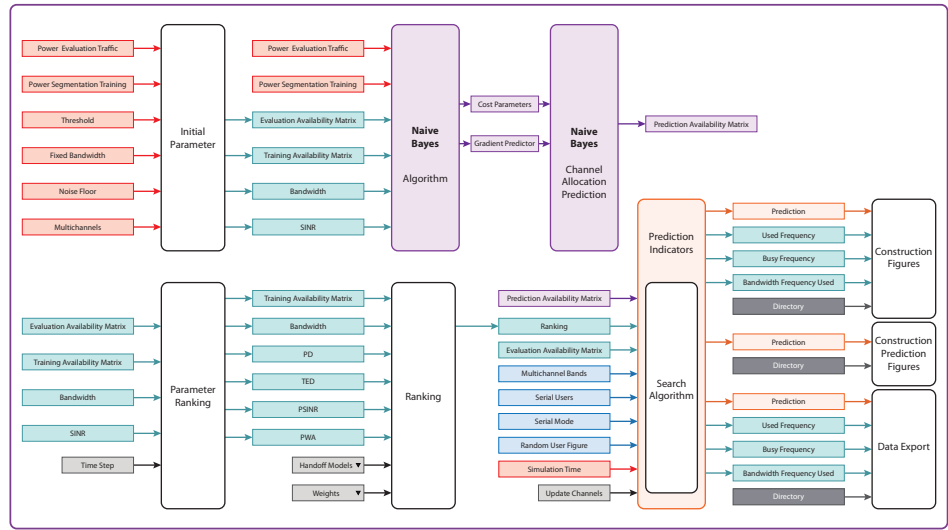 Power Evaluation Traffic
Power Segmentation Training
Threshold
Fixed Bandwidth
Noise Floor
Multichannels
Initial
Parameter
Power Evaluation Traffic
Power Segmentation Training
Evaluation Availability Matrix
Training Availability Matrix
Bandwidth
SINR
Naive
Bayes
Algorithm
Cost Parameters
Gradient Predictor
Naive
Bayes
Channel
Allocation
Prediction
Prediction Availability Matrix
Evaluation Availability Matrix
Training Availability Matrix
Bandwidth
SINR
Time Step
Parameter
Ranking
Training Availability Matrix
Bandwidth
PD
TED
PSINR
PWA
Handoff Models
Weights
Ranking
Prediction Availability Matrix
Ranking
Evaluation Availability Matrix
Multichannel Bands
Serial Users
Serial Mode
Random User Figure
Simulation Time
Update Channels
Prediction
Indicators
Search
Algorithm
Prediction
Used Frequency
Busy Frequency
Bandwidth Frequency Used
Directory
Construction
Figures
Prediction
Directory
Construction
Prediction
Figures
Prediction
Used Frequency
Busy Frequency
Bandwidth Frequency Used
Directory
Data Export